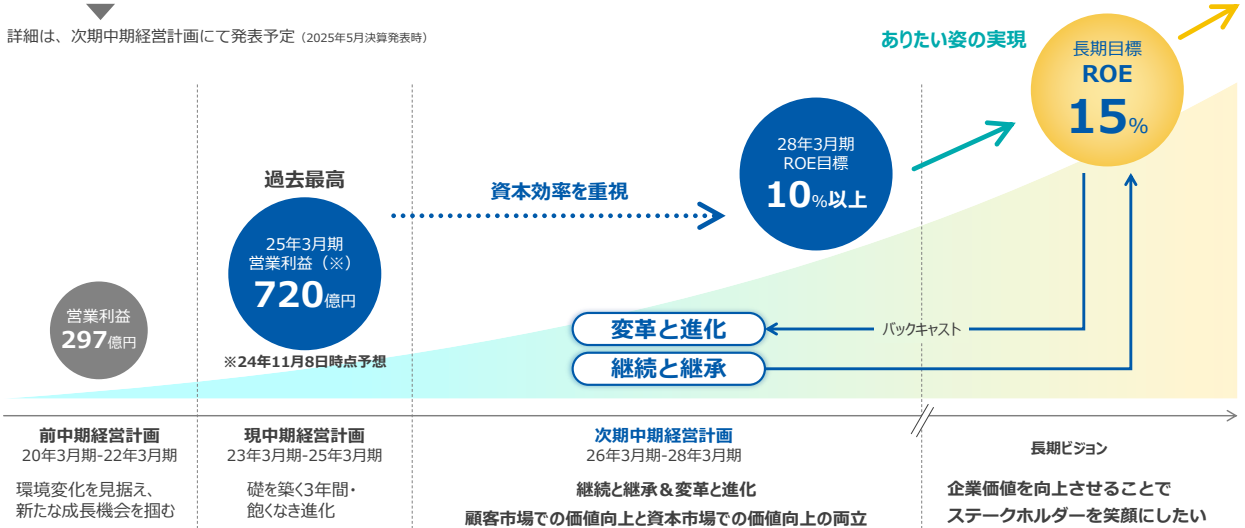 詳細は、次期中期経営計画にて発表予定（2025年5月決算発表時）
ありたい姿の実現
長期目標
ROE
15%
28年3月期
ROE目標
10%以上
資本効率を重視
過去最高
25年3月期
営業利益（※）
720億円
※24年11月8日時点予想
営業利益
297億円
変革と進化
バックキャスト
継続と継承
前中期経営計画
20年3月期-22年3月期
環境変化を見据え、
新たな成長機会を掴む
現中期経営計画
23年3月期-25年3月期
礎を築く3年間・
飽くなき進化
次期中期経営計画
26年3月期-28年3月期
継続と継承＆変革と進化
顧客市場での価値向上と資本市場での価値向上の両立
長期ビジョン
企業価値を向上させることで
ステークホルダーを笑顔にしたい